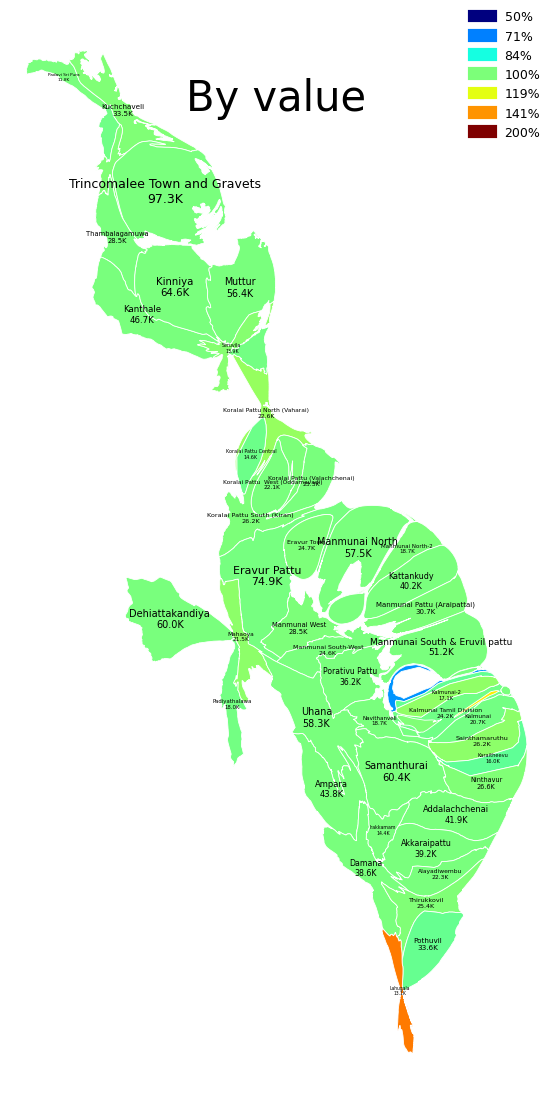 50%
71%
84%
100%
119%
141%
200%
By value
Padavi Sri Pura
11.8K
Kuchchaveli
33.5K
Trincomalee Town and Gravets
97.3K
Thambalagamuwa
28.5K
Kinniya
64.6K
Muttur
56.4K
Kanthale
46.7K
Seruvila
13.9K
Koralai Pattu North (Vaharai)
22.6K
Koralai Pattu Central
14.6K
Koralai Pattu (Valachchenai)
Koralai Pattu West (Oddamavadi)
22.1K
Koralai Pattu South (Kiran)
26.2K
Eravur Town
24.7K
Manmunai North
57.5K
Manmunai North-2
18.7K
Eravur Pattu
74.9K
Kattankudy
40.2K
Manmunai Pattu (Araipattai)
30.7K
Dehiattakandiya
60.0K
Manmunai West
28.5K
Mahaoya
21.5K
Manmunai South & Eruvil pattu
51.2K
Manmunai South-West
24.6K
Porativu Pattu
36.2K
Kalmunai-2
17.1K
Padiyathalawa
18.0K
Kalmunai Tamil Division
24.2K
Uhana
58.3K
Navithanveli
18.7K
Kalmunai
20.7K
Sainthamaruthu
26.2K
Karaitheevu
16.0K
Samanthurai
60.4K
Ninthavur
26.6K
Ampara
43.8K
Addalachchenai
41.9K
Irakkamam
14.4K
Akkaraipattu
39.2K
Damana
38.6K
Alayadiwembu
22.3K
Thirukkovil
25.4K
Pothuvil
33.6K
Lahugala